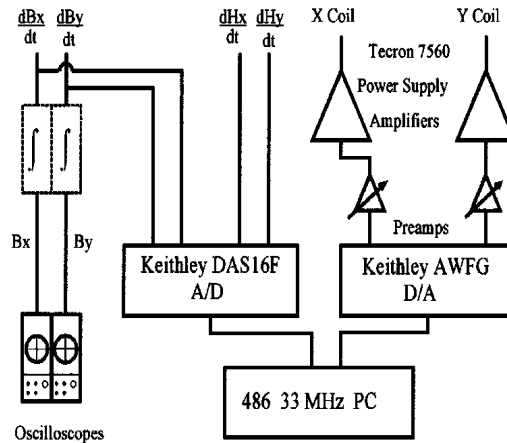 dBx dBy dHx dHy X Coil Y Coil
dt dt dt dt
Tecron 7560
Power Supply
Amplifiers
∫ ∫
Preamps
Bx By
Keithley DAS16F
A/D
Keithley AWFG
D/A
486 33 MHz PC
Oscilloscopes